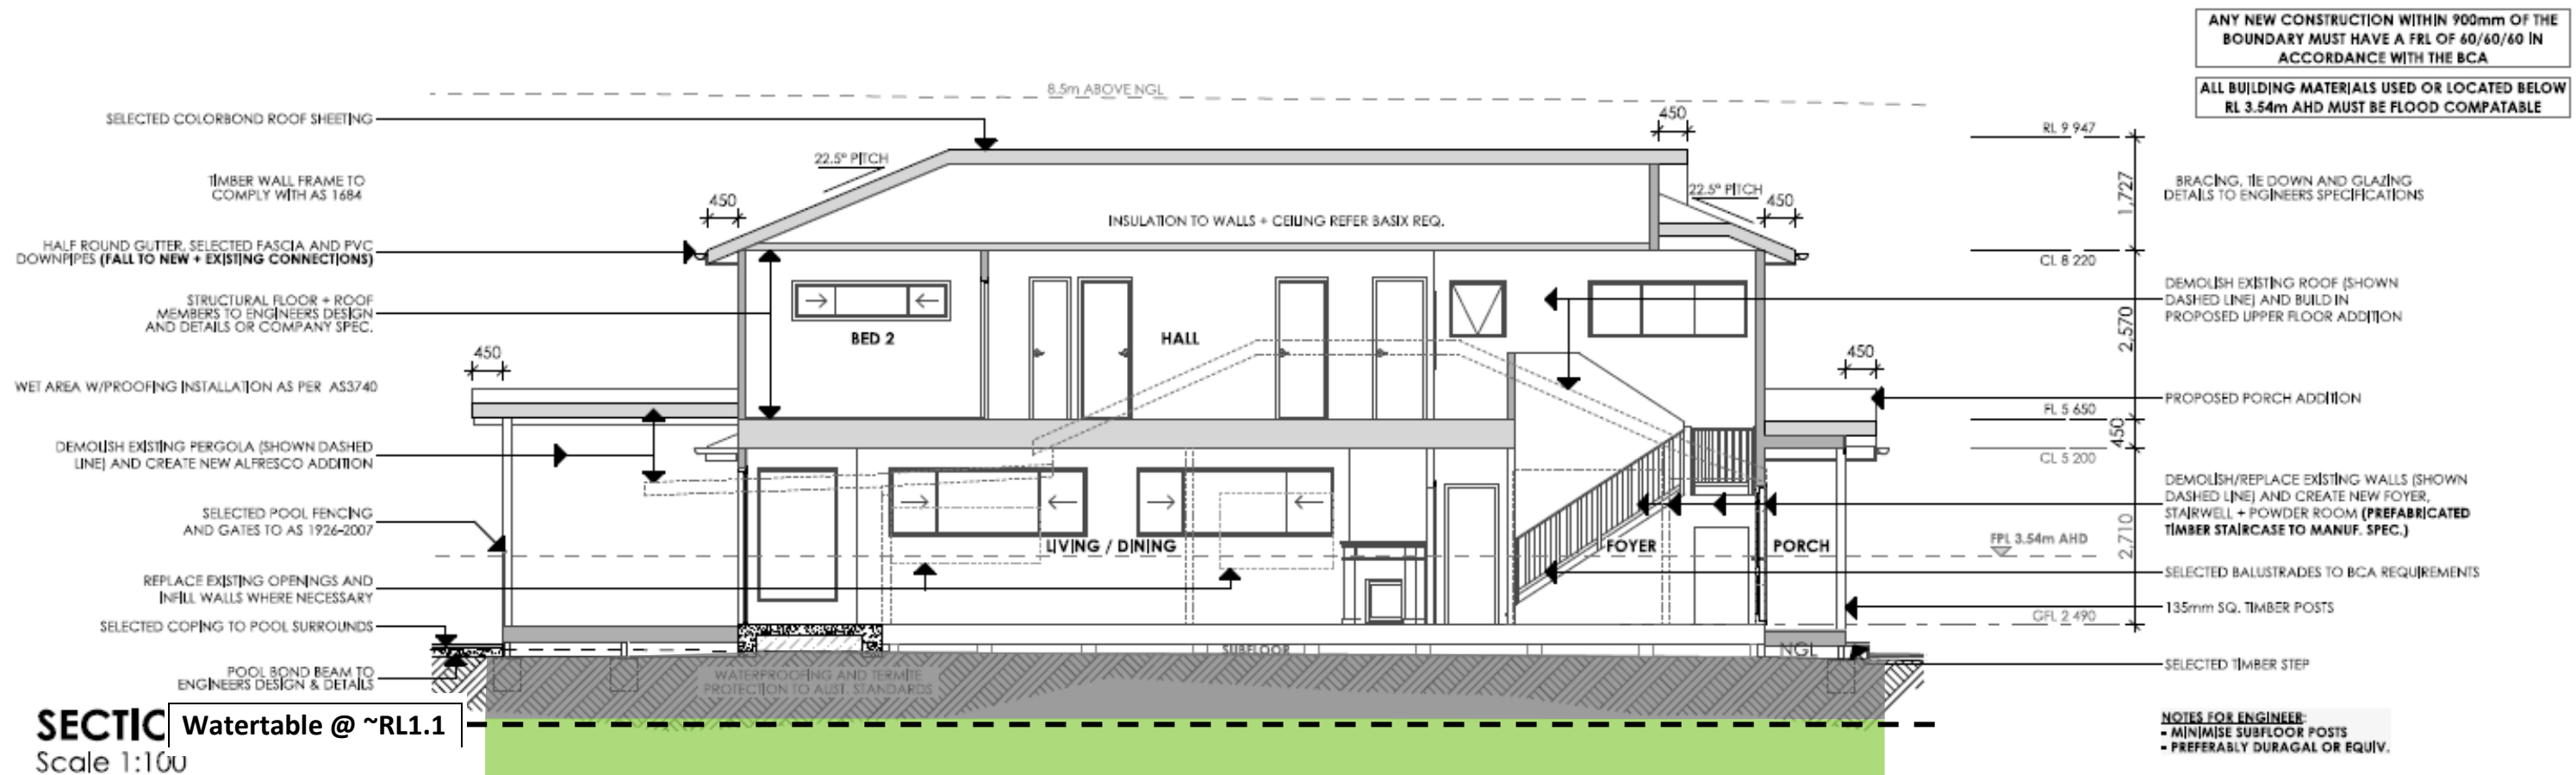 ANY NEW CONSTRUCTION WITHIN 900mm OF THE
BOUNDARY MUST HAVE A FRL OF 60/60/60 IN
ACCORDANCE WITH THE BCA
ALL BUILDING MATERIALS USED OR LOCATED BELOW
RL 3.54m AHD MUST BE FLOOD COMPATABLE
8.5m ABOVE NGL
SELECTED COLORBOND ROOF SHEETING
TIMBER WALL FRAME TO
COMPLY WITH AS 1684
HALF ROUND GUTTER, SELECTED FASCIA AND PVC
DOWNPIPES (FALL TO NEW + EXISTING CONNECTIONS)
STRUCTURAL FLOOR + ROOF
MEMBERS TO ENGINEERS DESIGN
AND DETAILS OR COMPANY SPEC.
WET AREA W/PROOFING INSTALLATION AS PER AS3740
DEMOLISH EXISTING PERGOLA (SHOWN DASHED
LINE) AND CREATE NEW ALFRESCO ADDITION
SELECTED POOL FENCING
AND GATES TO AS 1926-2007
REPLACE EXISTING OPENINGS AND
INFILL WALLS WHERE NECESSARY
SELECTED COPING TO POOL SURROUNDS
POOL BOND BEAM TO
ENGINEERS DESIGN & DETAILS
450
22.5° PITCH
450
450
22.5° PITCH
450
450
INSULATION TO WALLS + CEILING REFER BASIX REQ.
BED 2
HALL
LIVING / DINING
FOYER
PORCH
SUBFLOOR
NGL
WATERPROOFING AND TERMITE
PROTECTION TO AUST. STANDARDS
RL 9 947
1,727
CL 8 220
2,570
FL 5 650
450
CL 5 200
2,710
FPL 3.54m AHD
GFL 2 490
BRACING, TIE DOWN AND GLAZING
DETAILS TO ENGINEERS SPECIFICATIONS
DEMOLISH EXISTING ROOF (SHOWN
DASHED LINE) AND BUILD IN
PROPOSED UPPER FLOOR ADDITION
PROPOSED PORCH ADDITION
DEMOLISH/REPLACE EXISTING WALLS (SHOWN
DASHED LINE) AND CREATE NEW FOYER,
STAIRWELL + POWDER ROOM (PREFABRICATED
TIMBER STAIRCASE TO MANUF. SPEC.)
SELECTED BALUSTRADES TO BCA REQUIREMENTS
135mm SQ. TIMBER POSTS
SELECTED TIMBER STEP
SECTIC
Watertable @ ~RL1.1
Scale 1:100
NOTES FOR ENGINEER:
- MINIMISE SUBFLOOR POSTS
- PREFERABLY DURAGAL OR EQUIV.